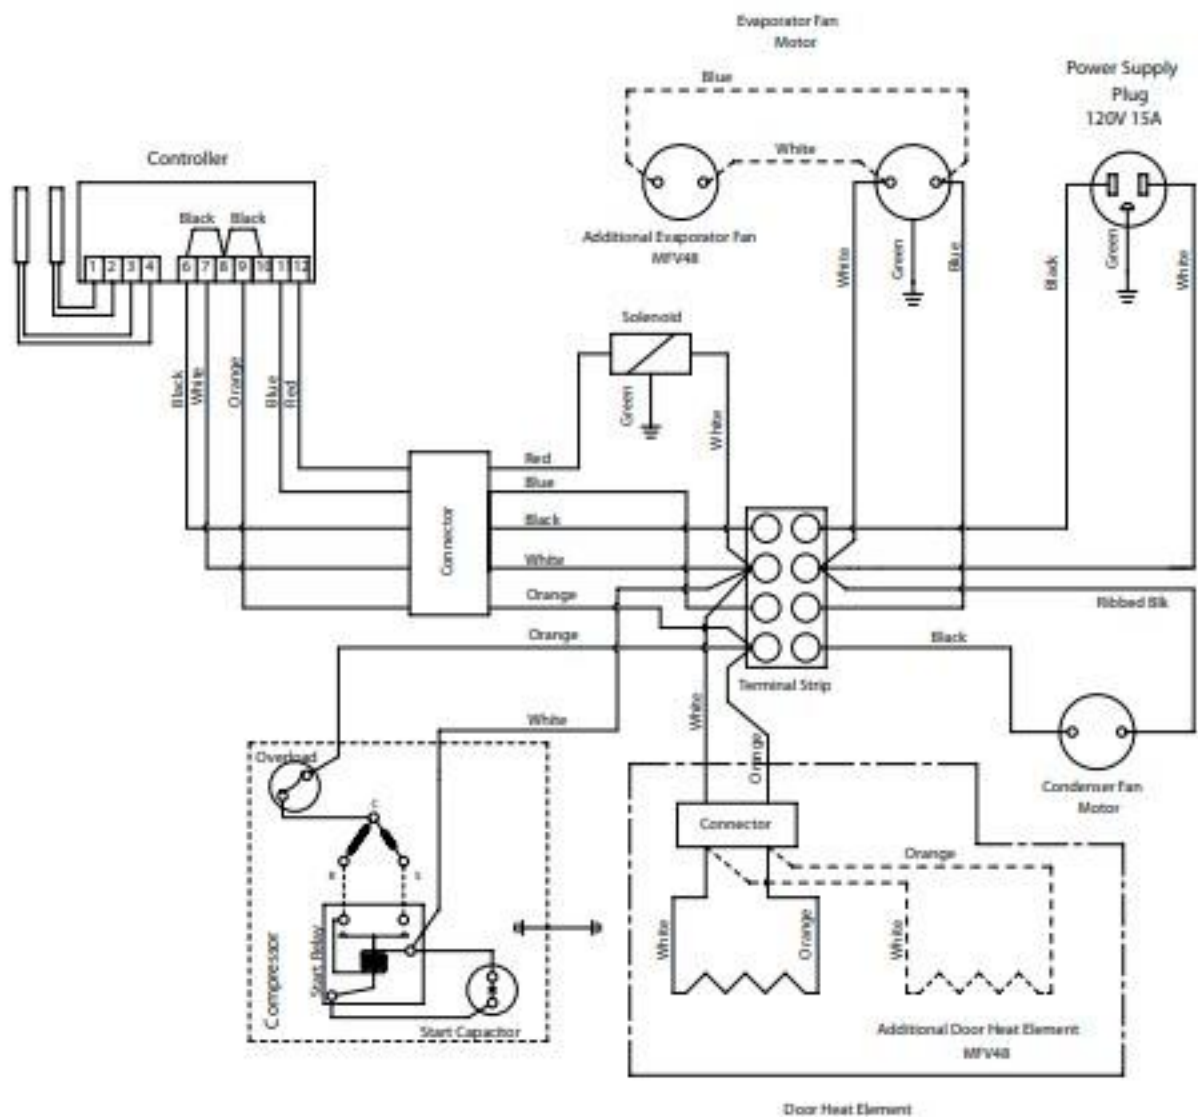 Evaporator Fan
Motor
Blue
Power Supply
Plug
120V 15A
White
Controller
Black Black
1 2 3 4 6 7 8 9 10 11 12
Additional Evaporator Fan
MFV48
White
Green
Blue
Black
Green
White
Solenoid
Green
White
Black
White
Orange
Blue
Red
Connector
Red
Blue
Black
White
Orange
Orange
White
Ribbed Blk
Black
Terminal Strip
White
Orange
Condenser Fan
Motor
Overload
C
R
S
Start Relay
Compressor
Start Capacitor
Connector
Orange
White
Orange
White
Additional Door Heat Element
MFV48
Door Heat Element